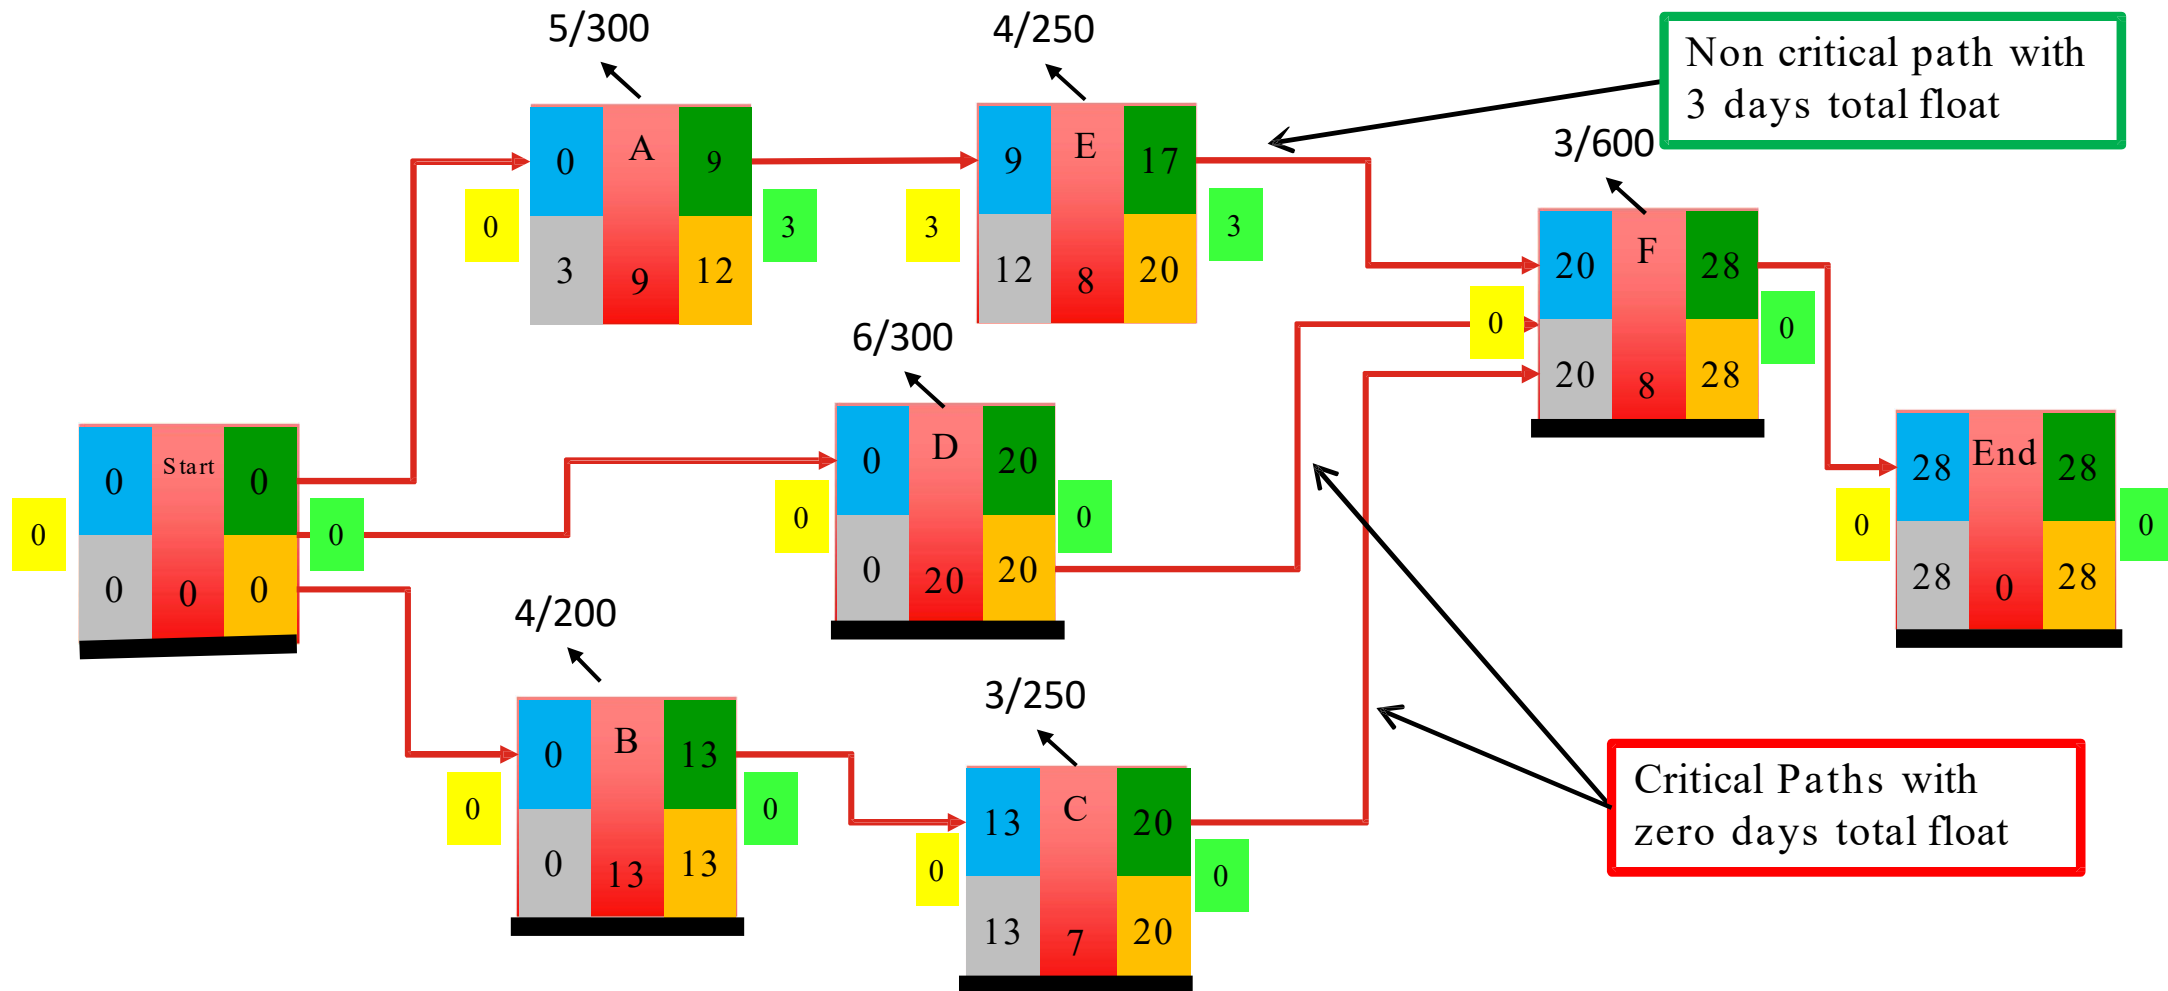 5/300
4/250
Non critical path with
3 days total float
3/600
0 A 9
0 3
3 9 12
9 E 17
3 3
12 8 20
20 F 28
0 0
20 8 28
6/300
0 D 20
0 0
0 20 20
0 Start 0
0 0
0 0 0
28 End 28
0 0
28 0 28
4/200
0 B 13
0 0
0 13 13
3/250
13 C 20
0 0
13 7 20
Critical Paths with
zero days total float